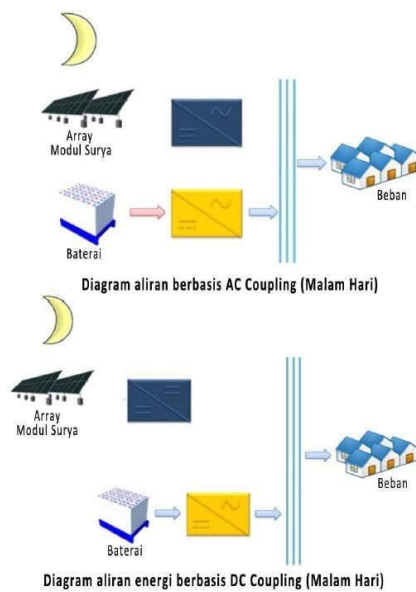 Array
Modul Surya
Beban
Baterai
Diagram aliran berbasis AC Coupling (Malam Hari)
Array
Modul Surya
Beban
Baterai
Diagram aliran energi berbasis DC Coupling (Malam Hari)